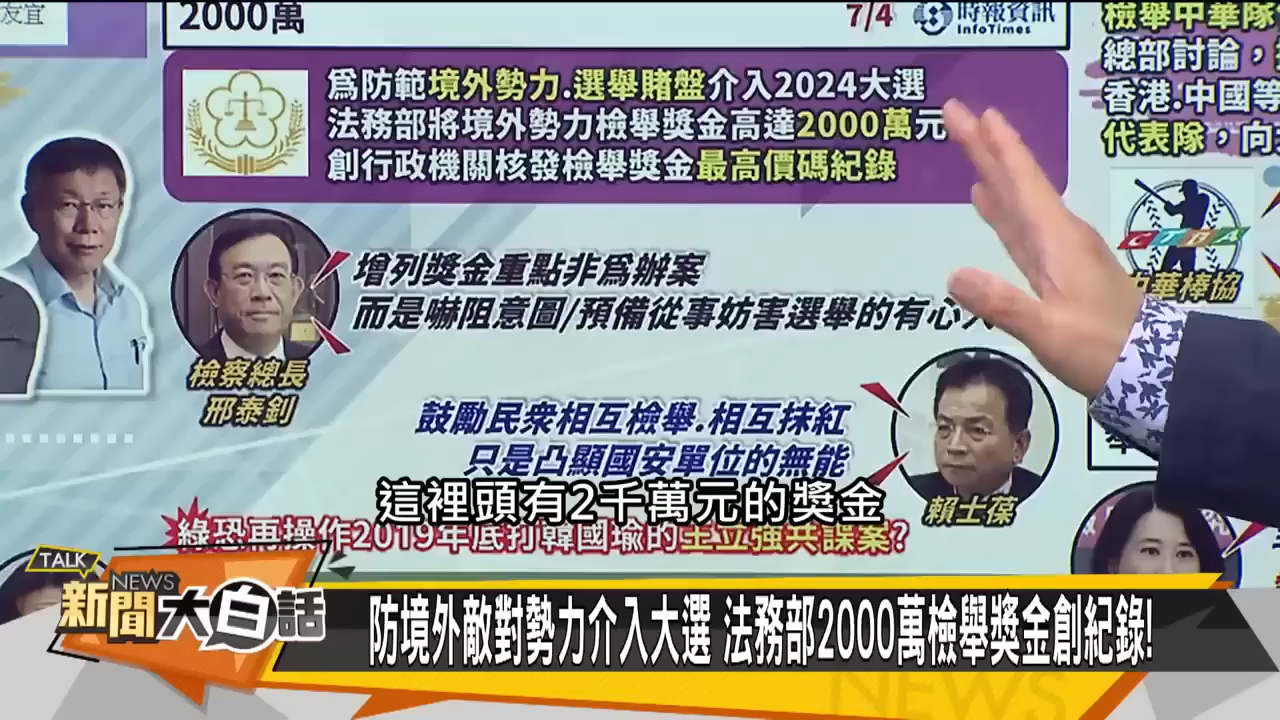 友宜
2000萬
7/4
時報資訊
InfoTimes
檢舉中華隊
總部討論，
香港.中國等
代表隊，向
為防範境外勢力.選舉賭盤介入2024大選
法務部將境外勢力檢舉獎金高達2000萬元
創行政機關核發檢舉獎金最高價碼紀錄
CTBA
中華棒協
增列獎金重點非為辦案
而是嚇阻意圖/預備從事妨害選舉的有心人
檢察總長
邢泰釗
鼓勵民眾相互檢舉.相互抹紅
只是凸顯國安單位的無能
賴士葆
這裡頭有2千萬元的獎金
綠恐再操作2019年底打韓國瑜的王立強共諜案?
TALK
NEWS
新聞大白話
防境外敵對勢力介入大選 法務部2000萬檢舉獎金創紀錄!
NEWS